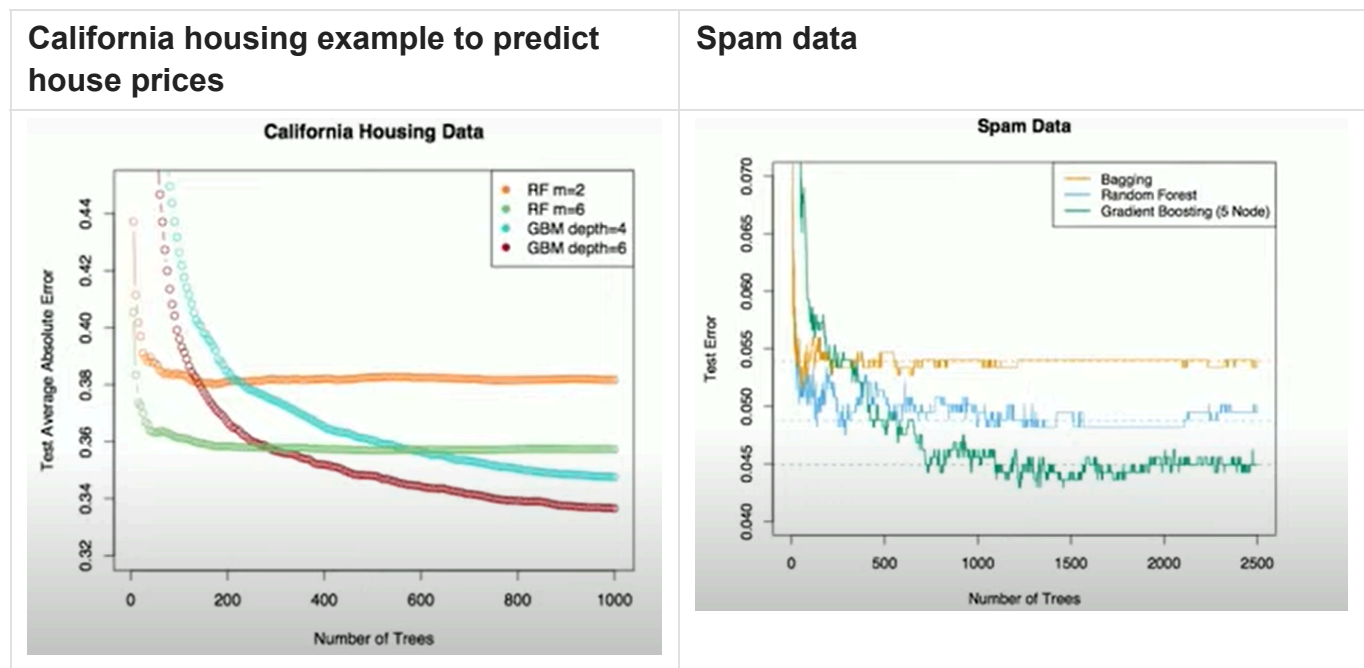 California housing example to predict
house prices
Spam data
California Housing Data
RF m=2
RF m=6
GBM depth=4
GBM depth=6
Test Average Absolute Error
0.44
0.42
0.40
0.38
0.36
0.34
0.32
0 200 400 600 800 1000
Number of Trees
Spam Data
Bagging
Random Forest
Gradient Boosting (5 Node)
Test Error
0.070
0.065
0.060
0.055
0.050
0.045
0.040
0 500 1000 1500 2000 2500
Number of Trees